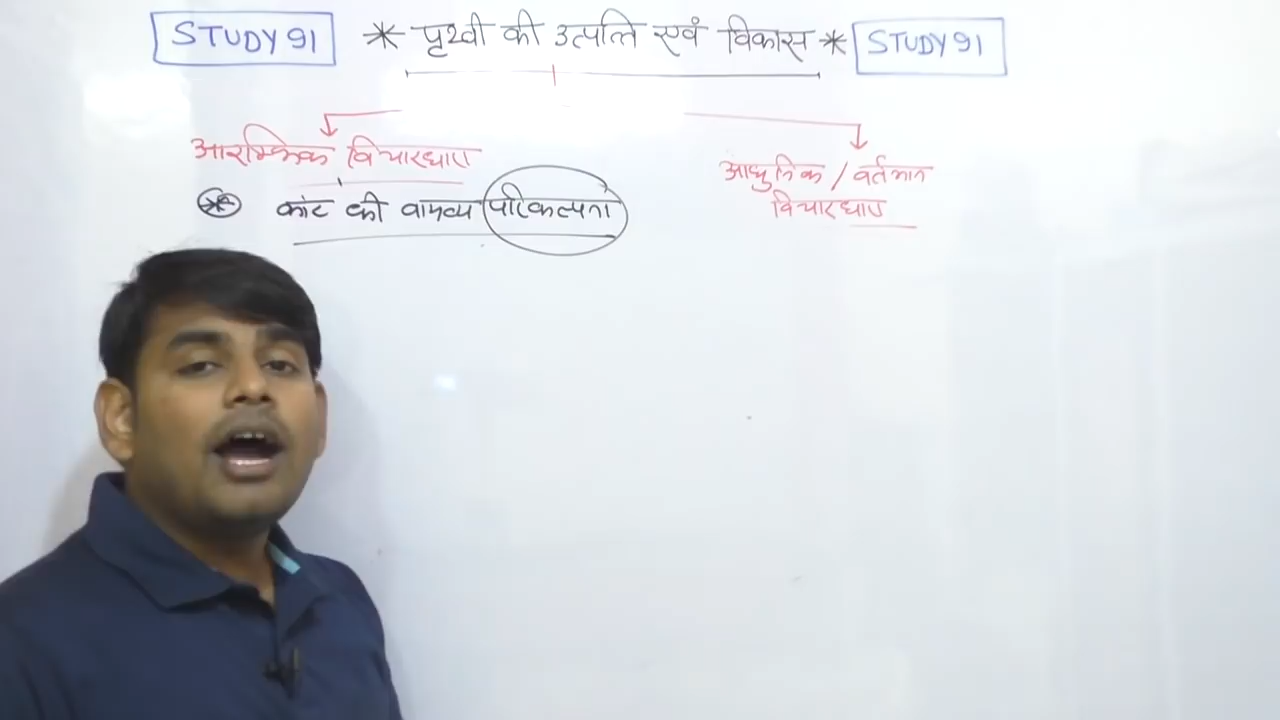 STUDY 91 * पृथ्वी की उत्पत्ति एवं विकास * STUDY 91
आरम्भिक विचारधारा
आधुनिक / वर्तमान
विचारधारा
* कांट की वायव्य परिकल्पना